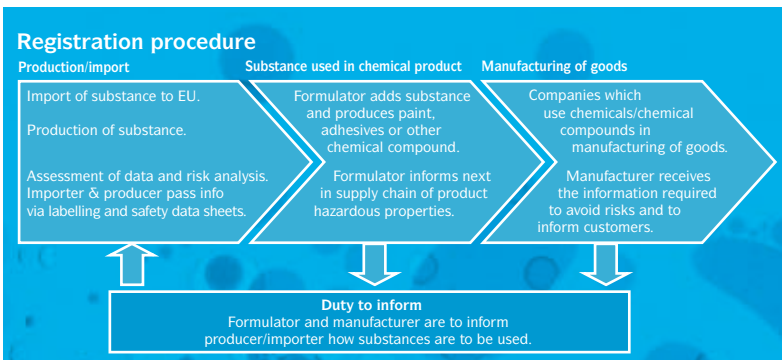 Registration procedure
Production/import
Import of substance to EU.
Production of substance.
Assessment of data and risk analysis.
Importer & producer pass info
via labelling and safety data sheets.
Substance used in chemical product
Formulator adds substance
and produces paint,
adhesives or other
chemical compound.
Formulator informs next
in supply chain of product
hazardous properties.
Manufacturing of goods
Companies which
use chemicals/chemical
compounds in
manufacturing of goods.
Manufacturer receives
the information required
to avoid risks and to
inform customers.
Duty to inform
Formulator and manufacturer are to inform
producer/importer how substances are to be used.